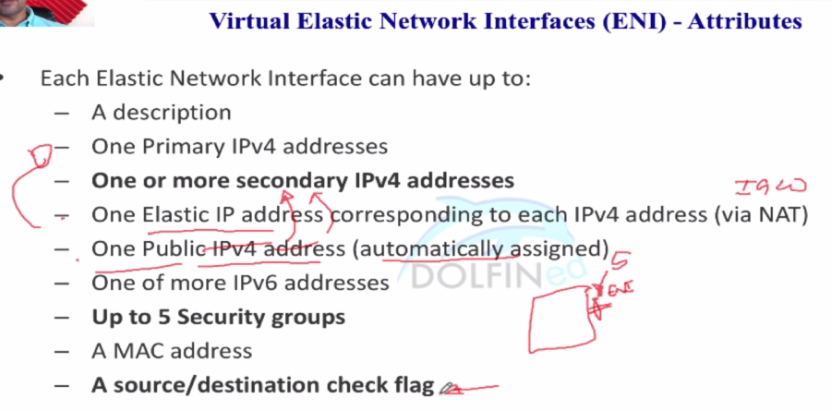 Virtual Elastic Network Interfaces (ENI) - Attributes
• Each Elastic Network Interface can have up to:
– A description
– One Primary IPv4 addresses
– One or more secondary IPv4 addresses
IGW
– One Elastic IP address corresponding to each IPv4 address (via NAT)
– One Public IPv4 address (automatically assigned)
5
– One of more IPv6 addresses
DOLFINed
ENI
– Up to 5 Security groups
– A MAC address
– A source/destination check flag